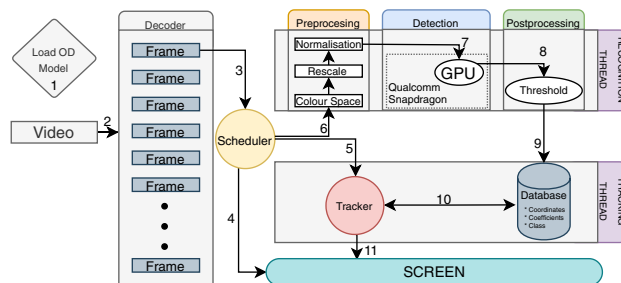 Decoder
Preprocesing
Detection
Postprocessing
Load OD
Model
1
Frame
Frame
Frame
Frame
Frame
Frame
Frame
Video
2
3
Scheduler
4
5
6
Normalisation
Rescale
Colour Space
7
GPU
Qualcomm
Snapdragon
8
Threshold
RECOGNITION
THREAD
9
Tracker
10
Database
* Coordinates
* Coefficients
* Class
TRACKING
THREAD
11
SCREEN